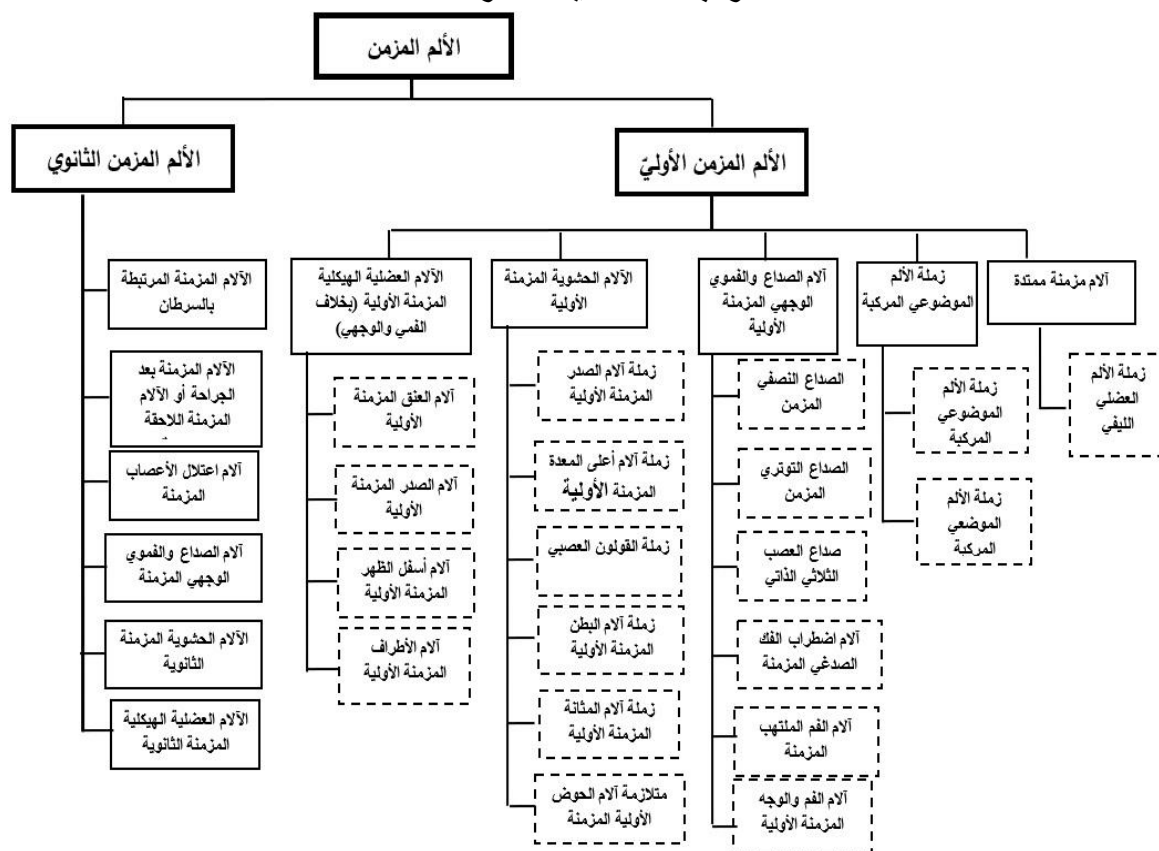 الألم المزمن
الألم المزمن الأوليّ
الألم المزمن الثانوي
آلام مزمنة ممتدة
زملة الألم
العضلي
الليفي
زملة الألم
الموضوعي المركبة
زملة الألم
الموضوعي
المركبة
زملة الألم
الموضعي
المركبة
آلام الصداع والفموي
الوجهي المزمنة
الأولية
الصداع النصفي
المزمن
الصداع التوتري
المزمن
صداع العصب
الثلاثي الذاتي
آلام اضطراب الفك
الصدغي المزمنة
آلام الفم الملتهب
المزمنة
آلام الفم والوجه
المزمنة الأولية
الآلام الحشوية المزمنة
الأولية
زملة آلام الصدر
المزمنة الأولية
زملة آلام أعلى المعدة
المزمنة الأولية
زملة القولون العصبي
زملة آلام البطن
المزمنة الأولية
زملة آلام المثانة
المزمنة الأولية
متلازمة آلام الحوض
الأولية المزمنة
الآلام العضلية الهيكلية
المزمنة الأولية (بخلاف
الفمي والوجهي)
آلام العنق المزمنة
الأولية
آلام الصدر المزمنة
الأولية
آلام أسفل الظهر
المزمنة الأولية
آلام الأطراف
المزمنة الأولية
الآلام المزمنة المرتبطة
بالسرطان
الآلام المزمنة بعد
الجراحة أو الآلام
المزمنة اللاحقة
آلام اعتلال الأعصاب
المزمنة
آلام الصداع والفموي
الوجهي المزمنة
الآلام الحشوية المزمنة
الثانوية
الآلام العضلية الهيكلية
المزمنة الثانوية